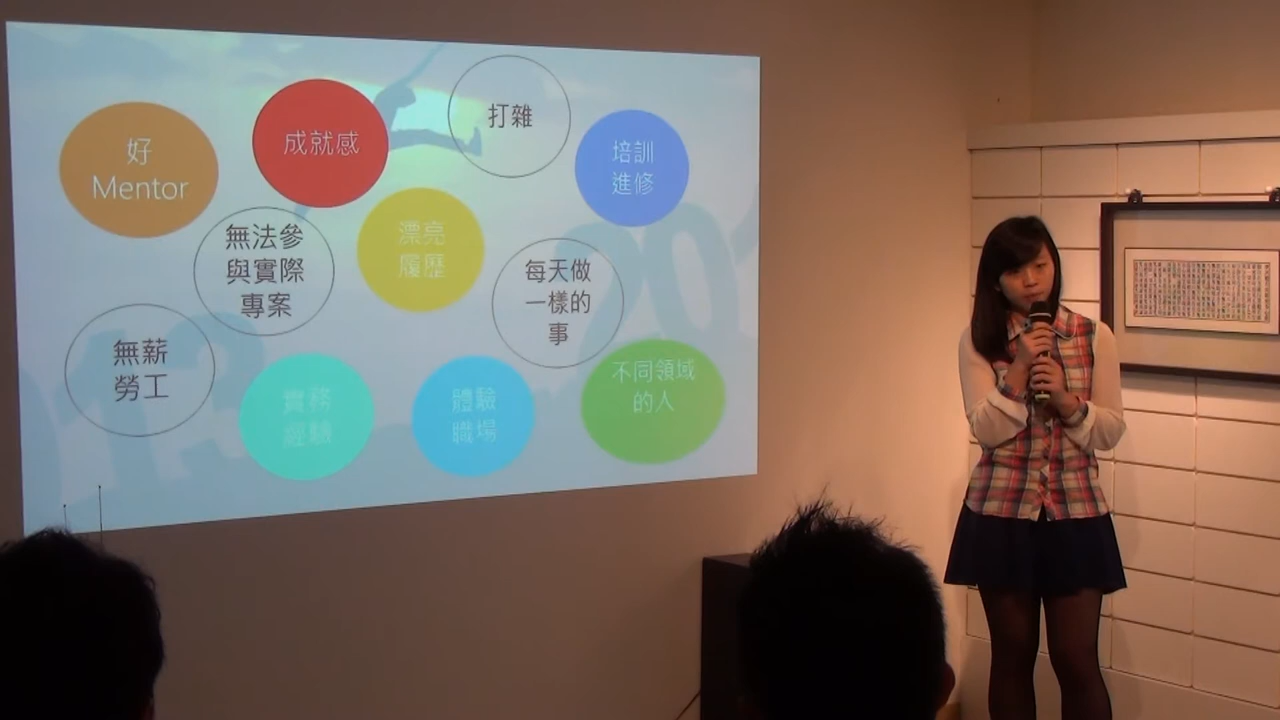 好
Mentor
成就感
打雜
培訓
進修
無法參
與實際
專案
漂亮
履歷
每天做
一樣的
事
無薪
勞工
實務
經驗
體驗
職場
不同領域
的人